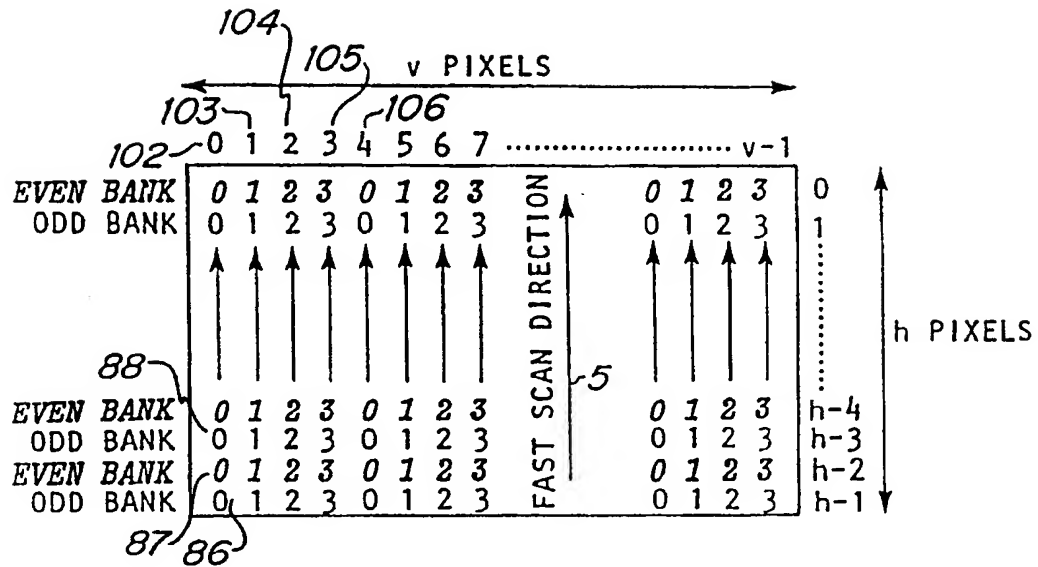 104
105 v PIXELS
103 106
102 0 1 2 3 4 5 6 7 ........................ v-1
EVEN BANK 0 1 2 3 0 1 2 3 0 1 2 3 0
ODD BANK 0 1 2 3 0 1 2 3 0 1 2 3 1
FAST SCAN DIRECTION
h PIXELS
5
88
EVEN BANK 0 1 2 3 0 1 2 3 0 1 2 3 h-4
ODD BANK 0 1 2 3 0 1 2 3 0 1 2 3 h-3
EVEN BANK 0 1 2 3 0 1 2 3 0 1 2 3 h-2
ODD BANK 0 1 2 3 0 1 2 3 0 1 2 3 h-1
87 86